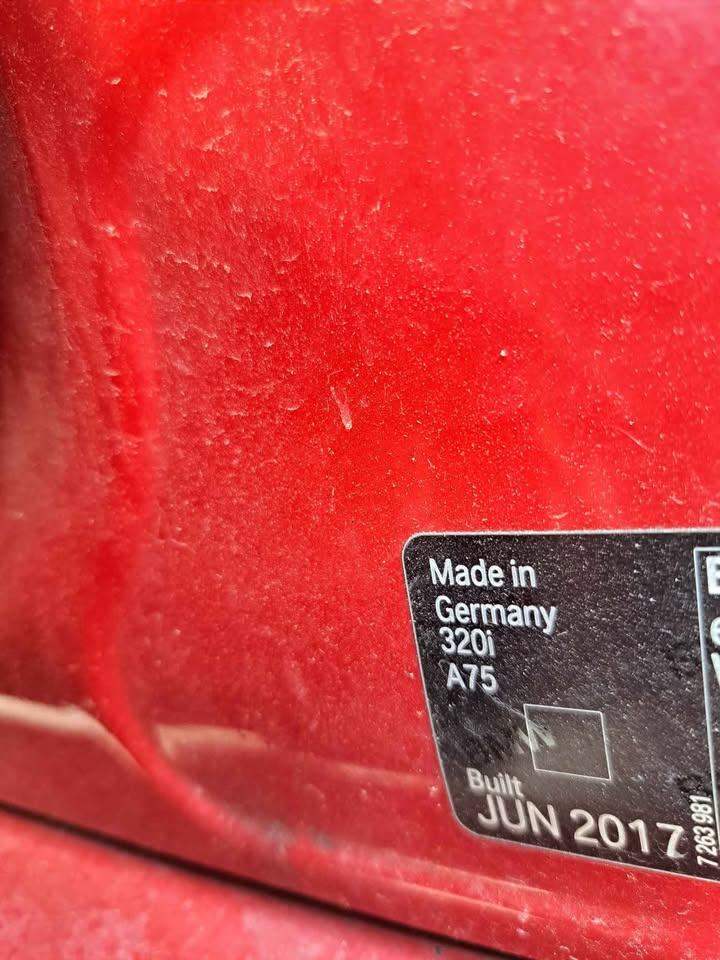 Made in
Germany
320i
A75
Built
JUN 2017
7 263 981